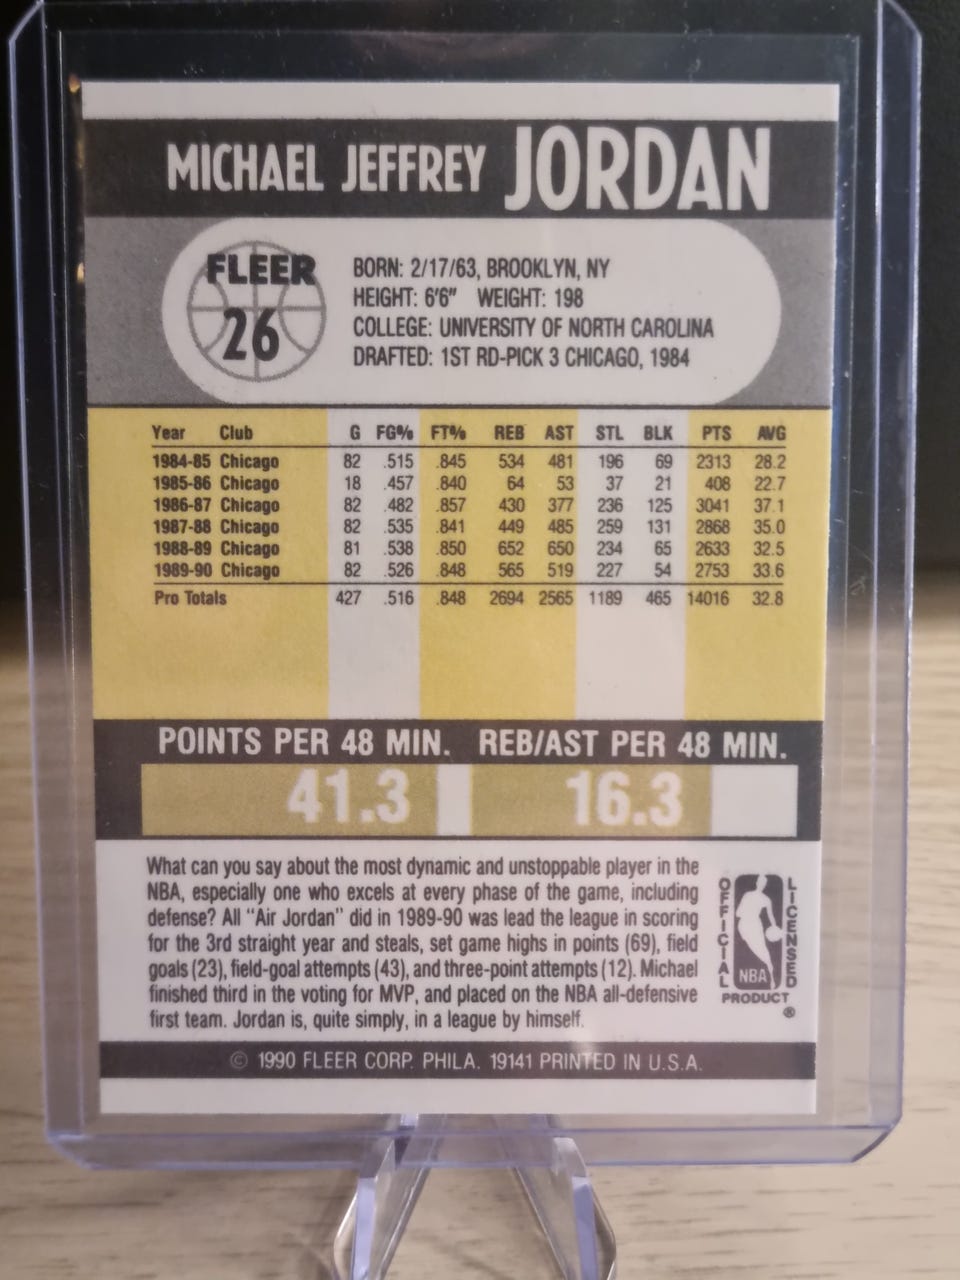 MICHAEL JEFFREY JORDAN
FLEER
26
BORN: 2/17/63, BROOKLYN, NY
HEIGHT: 6'6" WEIGHT: 198
COLLEGE: UNIVERSITY OF NORTH CAROLINA
DRAFTED: 1ST RD-PICK 3 CHICAGO, 1984
Year Club G FG% FT% REB AST STL BLK PTS AVG
1984-85 Chicago 82 .515 .845 534 481 196 69 2313 28.2
1985-86 Chicago 18 .457 .840 64 53 37 21 408 22.7
1986-87 Chicago 82 .482 .857 430 377 236 125 3041 37.1
1987-88 Chicago 82 .535 .841 449 485 259 131 2868 35.0
1988-89 Chicago 81 .538 .850 652 650 234 65 2633 32.5
1989-90 Chicago 82 .526 .848 565 519 227 54 2753 33.6
Pro Totals 427 .516 .848 2694 2565 1189 465 14016 32.8
POINTS PER 48 MIN. REB/AST PER 48 MIN.
41.3 16.3
What can you say about the most dynamic and unstoppable player in the
NBA, especially one who excels at every phase of the game, including
defense? All "Air Jordan" did in 1989-90 was lead the league in scoring
for the 3rd straight year and steals, set game highs in points (69), field
goals (23), field-goal attempts (43), and three-point attempts (12). Michael
finished third in the voting for MVP, and placed on the NBA all-defensive
first team. Jordan is, quite simply, in a league by himself.
OFFICIAL
NBA
LICENSED
PRODUCT
®
© 1990 FLEER CORP. PHILA. 19141 PRINTED IN U.S.A.